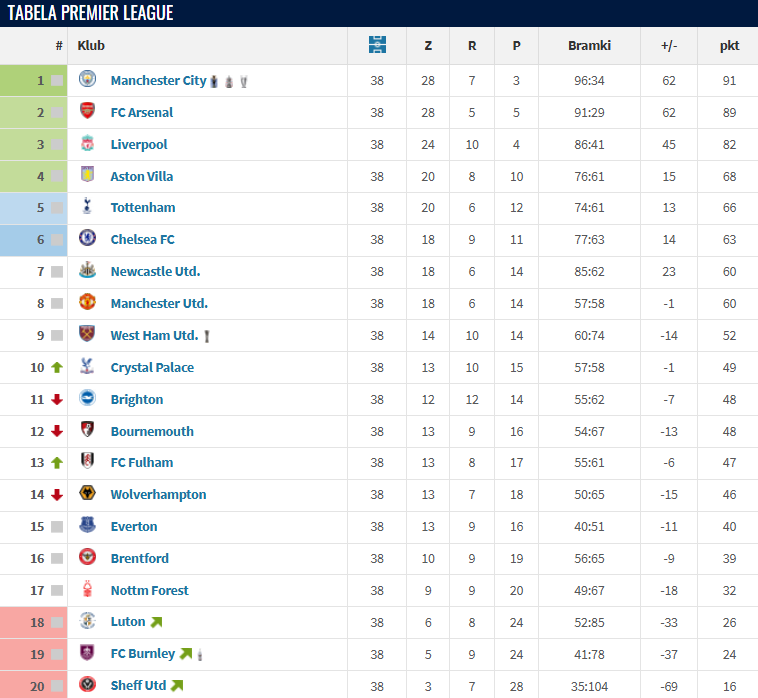 TABELA PREMIER LEAGUE
# Klub Z R P Bramki +/- pkt
1 Manchester City 38 28 7 3 96:34 62 91
2 FC Arsenal 38 28 5 5 91:29 62 89
3 Liverpool 38 24 10 4 86:41 45 82
4 Aston Villa 38 20 8 10 76:61 15 68
5 Tottenham 38 20 6 12 74:61 13 66
6 Chelsea FC 38 18 9 11 77:63 14 63
7 Newcastle Utd. 38 18 6 14 85:62 23 60
8 Manchester Utd. 38 18 6 14 57:58 -1 60
9 West Ham Utd. 38 14 10 14 60:74 -14 52
10 Crystal Palace 38 13 10 15 57:58 -1 49
11 Brighton 38 12 12 14 55:62 -7 48
12 Bournemouth 38 13 9 16 54:67 -13 48
13 FC Fulham 38 13 8 17 55:61 -6 47
14 Wolverhampton 38 13 7 18 50:65 -15 46
15 Everton 38 13 9 16 40:51 -11 40
16 Brentford 38 10 9 19 56:65 -9 39
17 Nottm Forest 38 9 9 20 49:67 -18 32
18 Luton 38 6 8 24 52:85 -33 26
19 FC Burnley 38 5 9 24 41:78 -37 24
20 Sheff Utd 38 3 7 28 35:104 -69 16